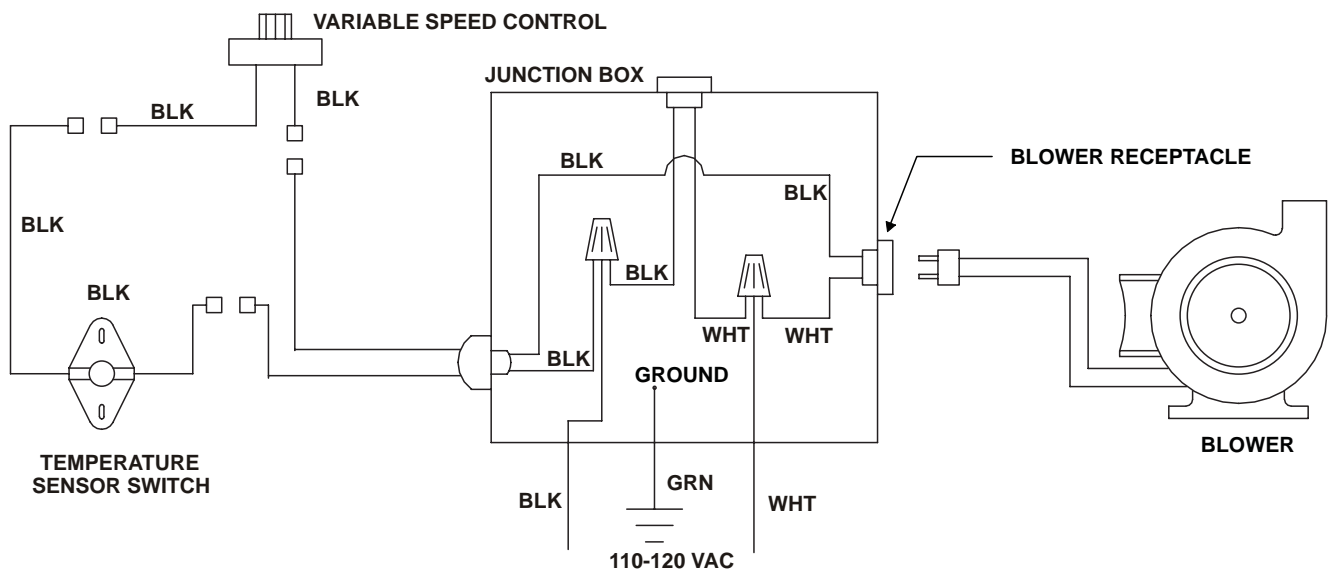 VARIABLE SPEED CONTROL
JUNCTION BOX
BLK
BLK
BLK
BLOWER RECEPTACLE
BLK
BLK
BLK
BLK
WHT
WHT
BLK
GROUND
BLOWER
TEMPERATURE
SENSOR SWITCH
GRN
BLK
WHT
110-120 VAC